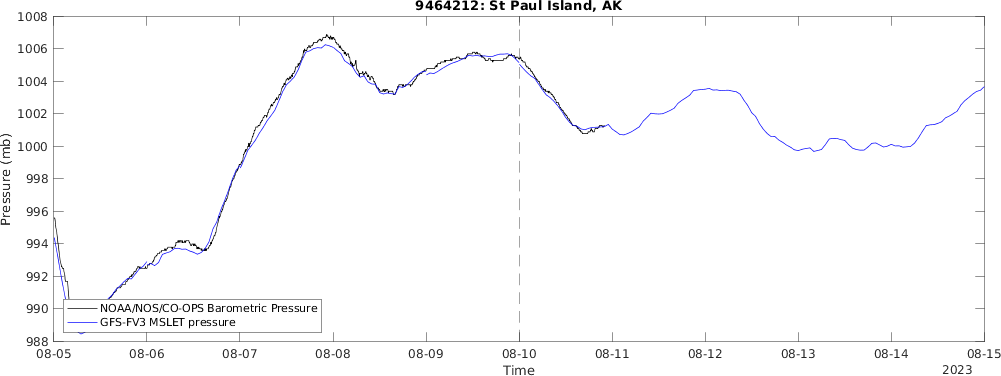 9464212: St Paul Island, AK
1008
1006
1004
1002
1000
998
996
994
992
990
988
Pressure (mb)
NOAA/NOS/CO-OPS Barometric Pressure
GFS-FV3 MSLET pressure
08-05 08-06 08-07 08-08 08-09 08-10 08-11 08-12 08-13 08-14 08-15
Time
2023